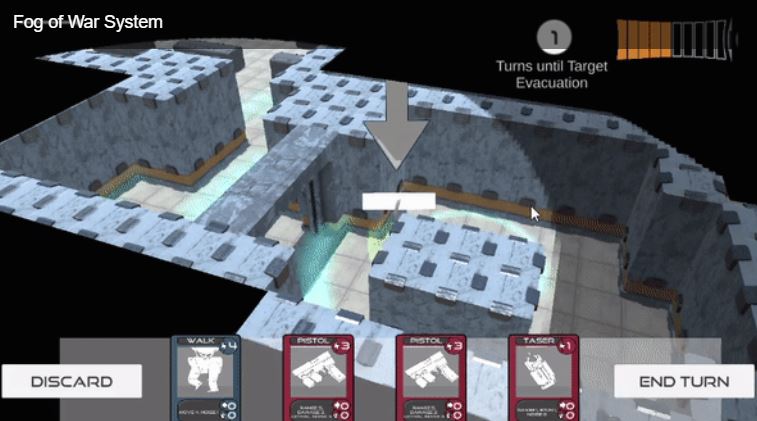 Fog of War System
1
Turns until Target
Evacuation
WALK
4
PISTOL
3
PISTOL
3
TASER
1
DISCARD
END TURN